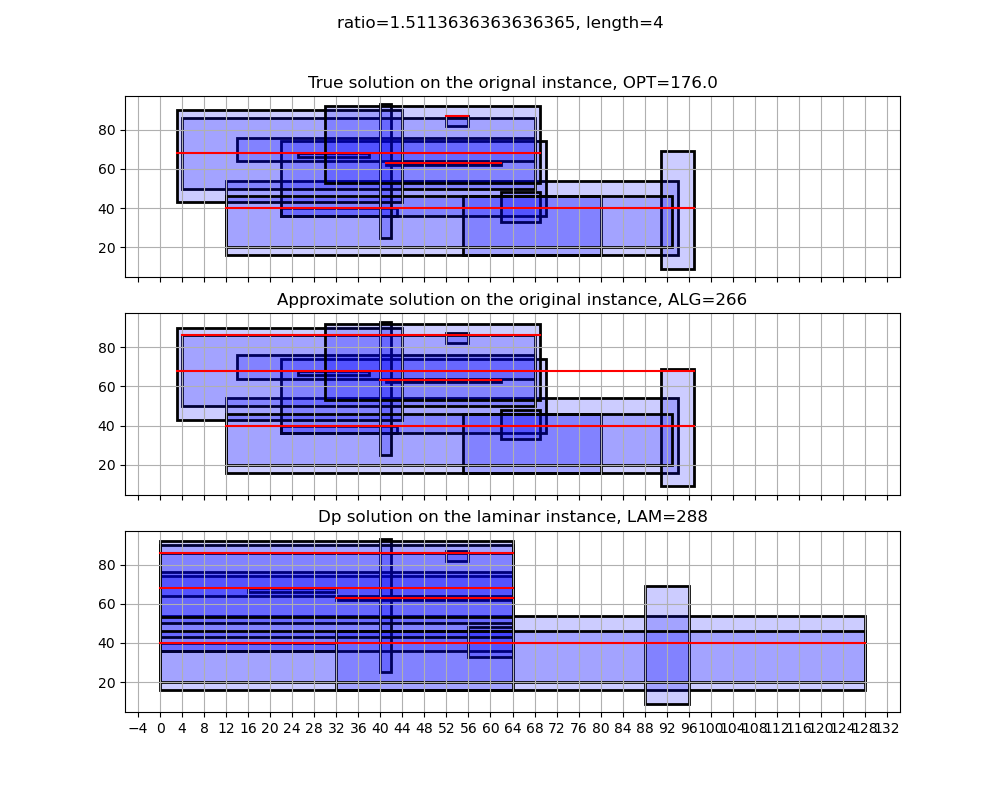 ratio=1.5113636363636365, length=4
True solution on the orignal instance, OPT=176.0
80
60
40
20
Approximate solution on the original instance, ALG=266
80
60
40
20
Dp solution on the laminar instance, LAM=288
80
60
40
20
−4 0 4 8 12 16 20 24 28 32 36 40 44 48 52 56 60 64 68 72 76 80 84 88 92 96 100 104 108 112 116 120 124 128 132